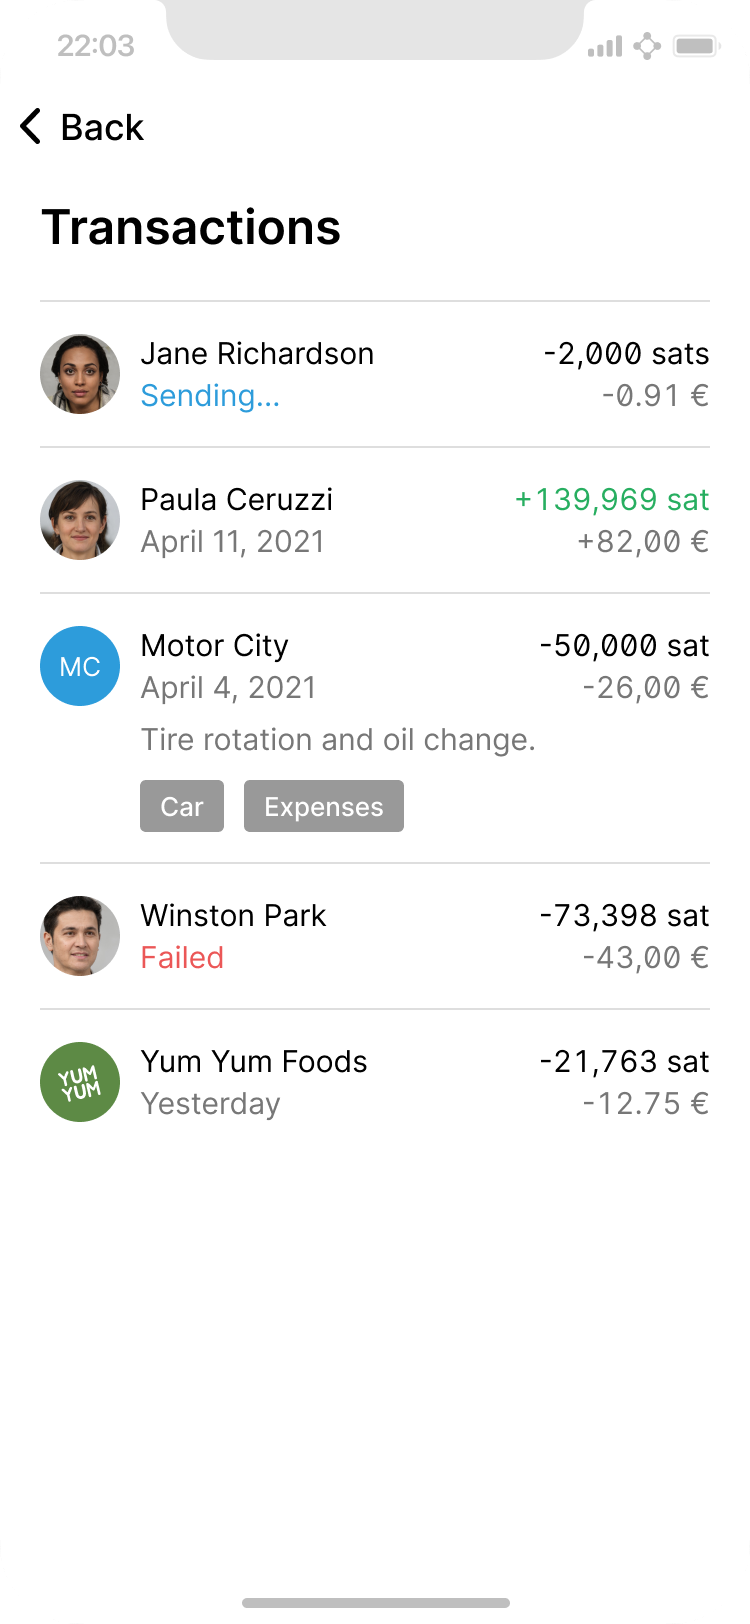 22:03
Back
Transactions
Jane Richardson -2,000 sats
Sending... -0.91 €
Paula Ceruzzi +139,969 sat
April 11, 2021 +82,00 €
MC Motor City -50,000 sat
April 4, 2021 -26,00 €
Tire rotation and oil change.
Car Expenses
Winston Park -73,398 sat
Failed -43,00 €
YUM YUM Yum Yum Foods -21,763 sat
Yesterday -12.75 €